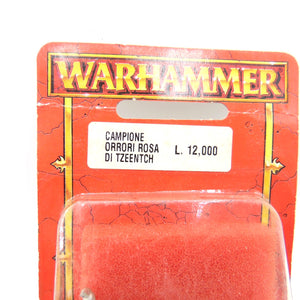 WARHAMMER
CAMPIONE
ORRORI ROSA L. 12,000
DI TZEENTCH